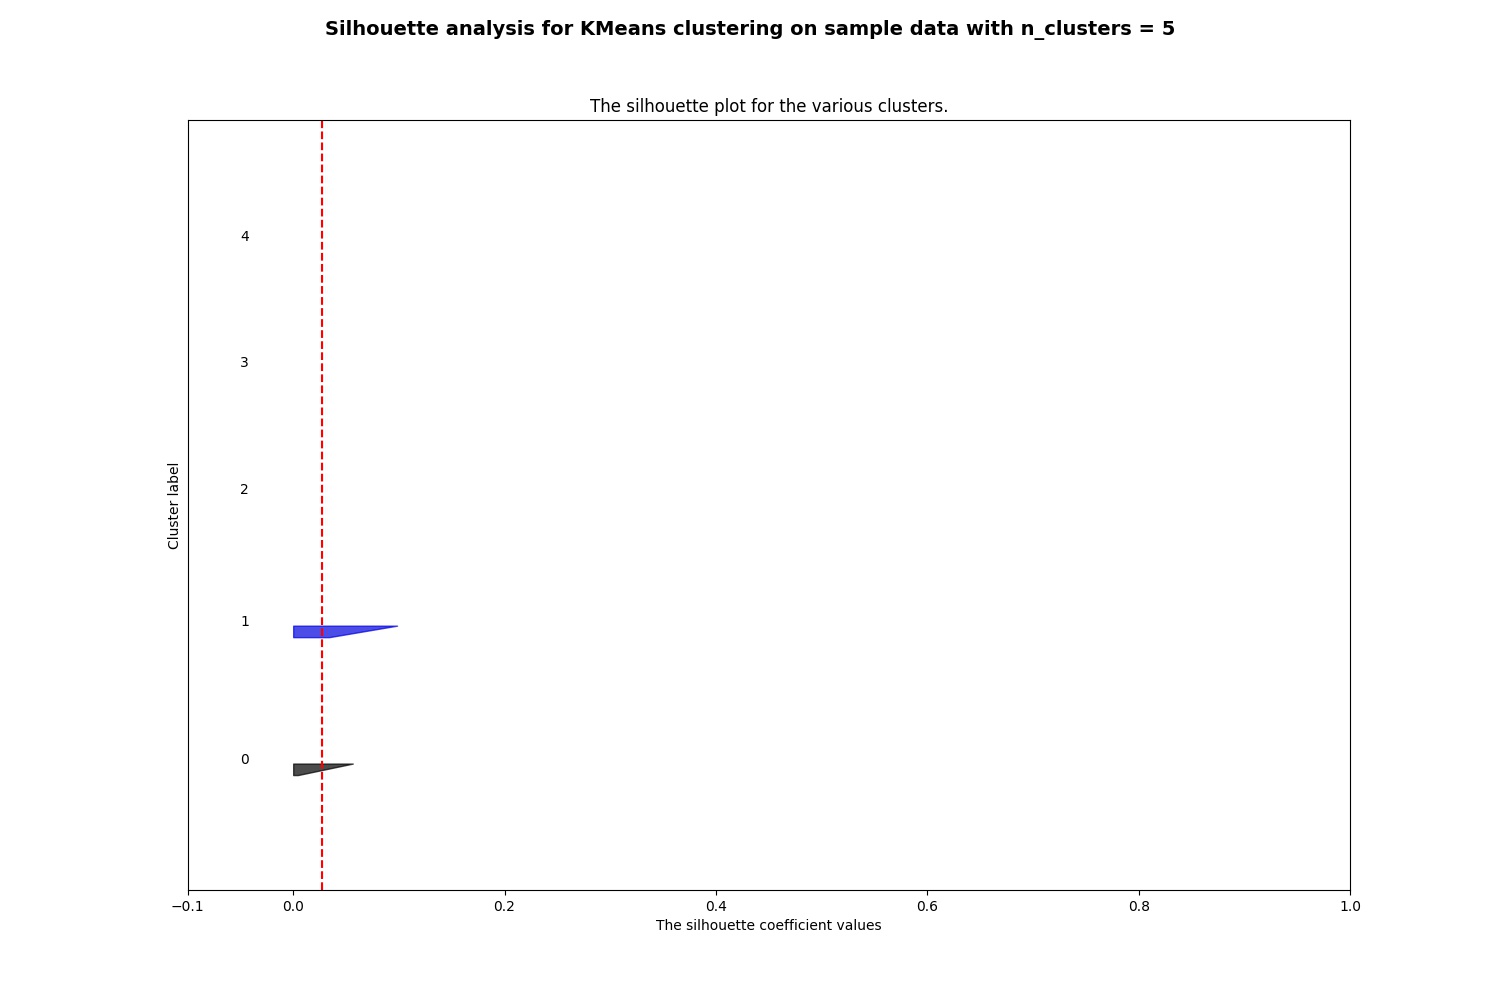 Silhouette analysis for KMeans clustering on sample data with n_clusters = 5
The silhouette plot for the various clusters.
4
3
2
1
0
Cluster label
−0.1 0.0 0.2 0.4 0.6 0.8 1.0
The silhouette coefficient values